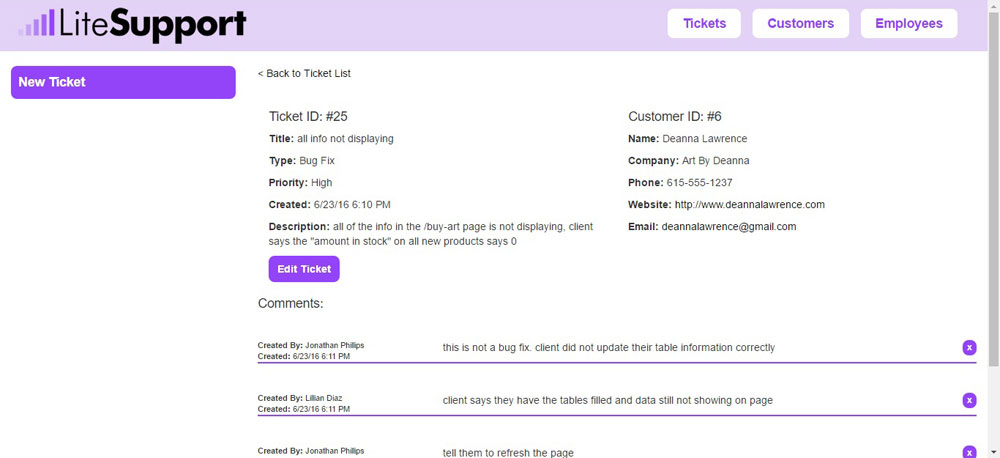 LiteSupport
Tickets
Customers
Employees
New Ticket
< Back to Ticket List
Ticket ID: #25
Title: all info not displaying
Type: Bug Fix
Priority: High
Created: 6/23/16 6:10 PM
Description: all of the info in the /buy-art page is not displaying, client
says the "amount in stock" on all new products says 0
Edit Ticket
Customer ID: #6
Name: Deanna Lawrence
Company: Art By Deanna
Phone: 615-555-1237
Website: http://www.deannalawrence.com
Email: deannalawrence@gmail.com
Comments:
Created By: Jonathan Phillips
Created: 6/23/16 6:11 PM
this is not a bug fix. client did not update their table information correctly
x
Created By: Lillian Diaz
Created: 6/23/16 6:11 PM
client says they have the tables filled and data still not showing on page
x
Created By: Jonathan Phillips
tell them to refresh the page
x